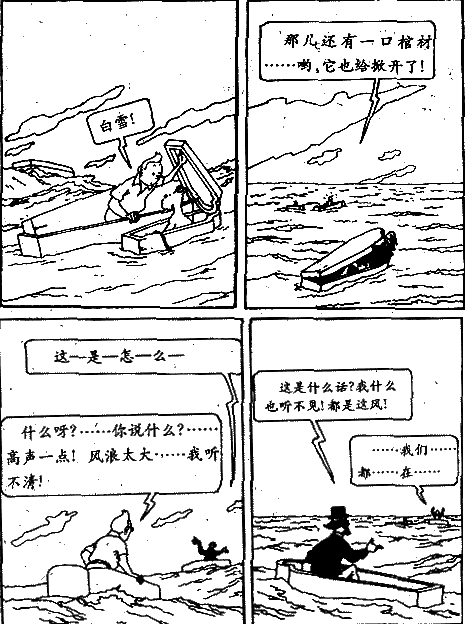 白雪!
那儿还有一口棺材
……哟,它也给掀开了!
这—是—怎—么—
什么呀?……你说什么?……
高声一点! 风浪太大……我听
不清!
这是什么话?我什么
也听不见!都是这风!
……我们……
都……在……